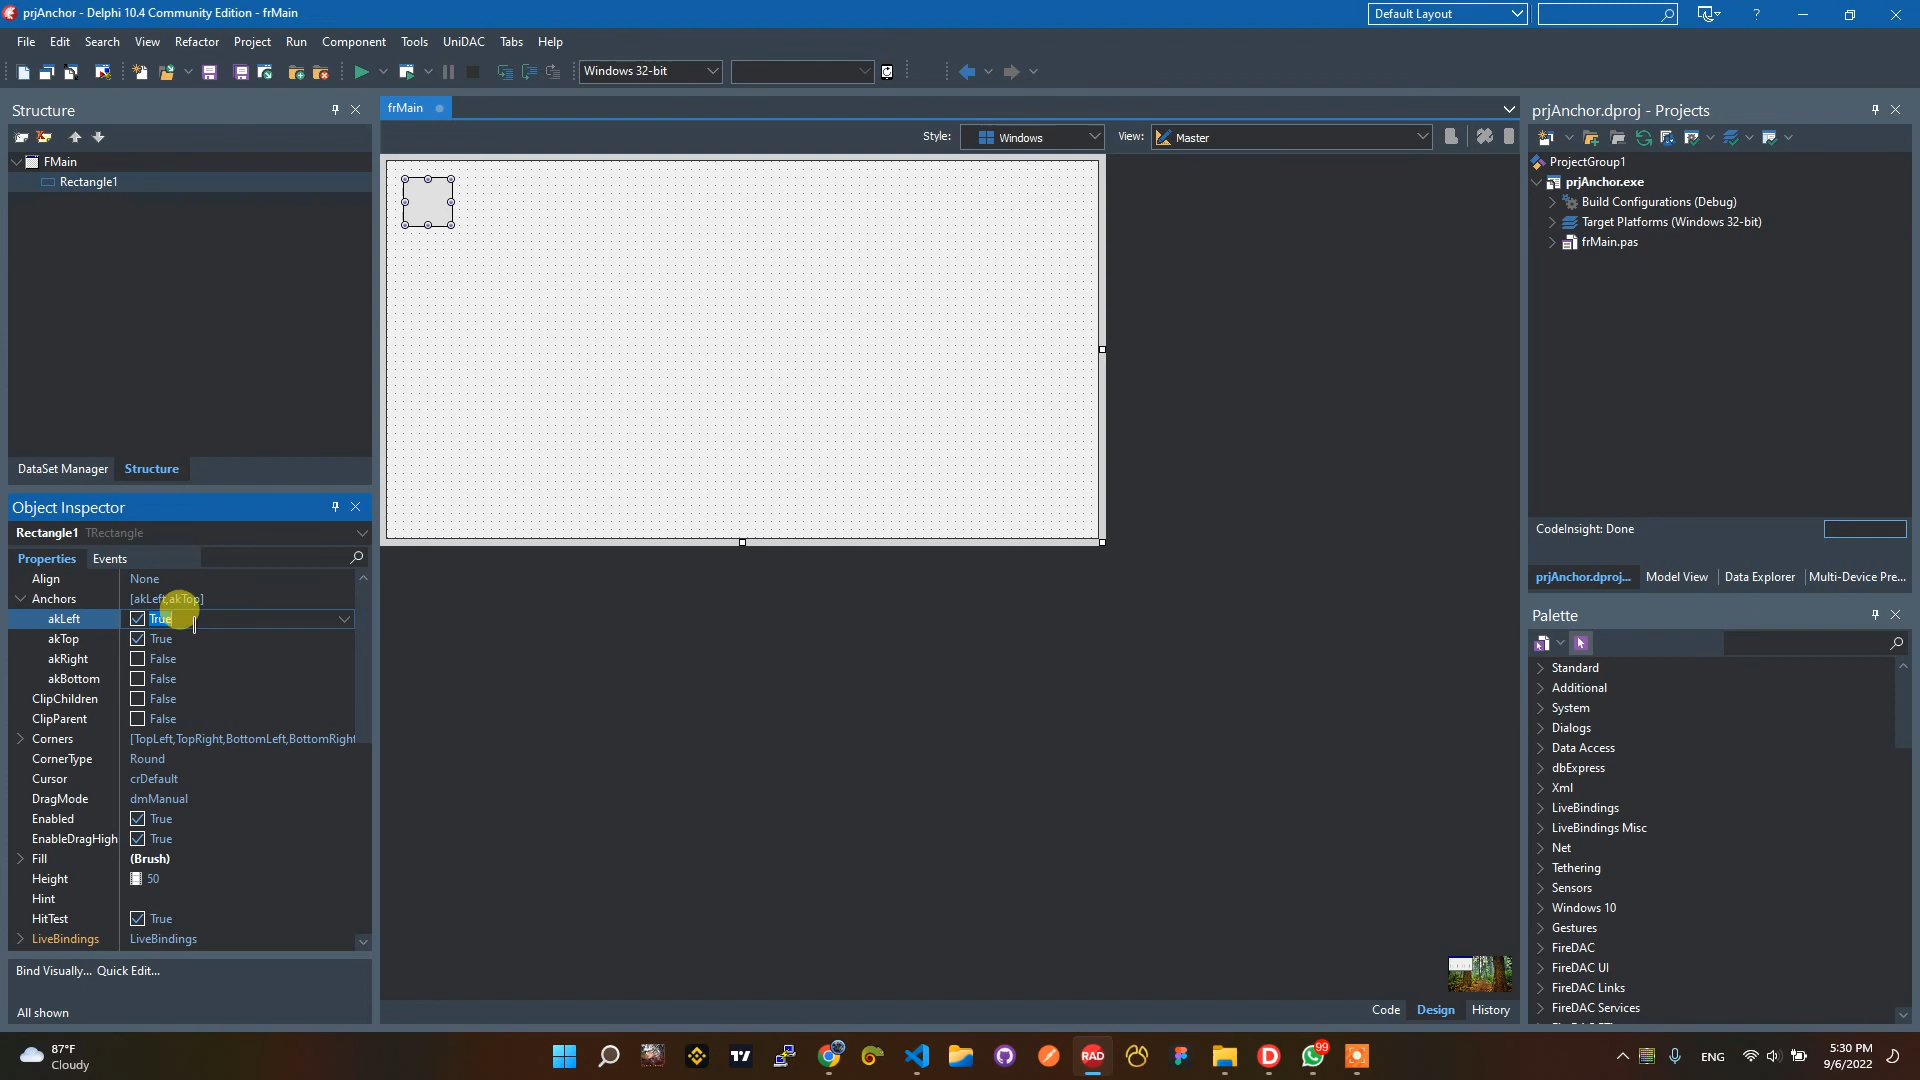 prjAnchor - Delphi 10.4 Community Edition - frMain
Default Layout
File Edit Search View Refactor Project Run Component Tools UniDAC Tabs Help
Windows 32-bit
Structure
FMain
Rectangle1
DataSet Manager Structure
Object Inspector
Rectangle1 TRectangle
Properties Events
Align None
Anchors [akLeft,akTop]
akLeft True
akTop True
akRight False
akBottom False
ClipChildren False
ClipParent False
Corners [TopLeft,TopRight,BottomLeft,BottomRight
CornerType Round
Cursor crDefault
DragMode dmManual
Enabled True
EnableDragHigh True
Fill (Brush)
Height 50
Hint
HitTest True
LiveBindings LiveBindings
Bind Visually... Quick Edit...
All shown
frMain
Style: Windows View: Master
Code Design History
prjAnchor.dproj - Projects
ProjectGroup1
prjAnchor.exe
Build Configurations (Debug)
Target Platforms (Windows 32-bit)
frMain.pas
CodeInsight: Done
prjAnchor.dproj... Model View Data Explorer Multi-Device Pre...
Palette
Standard
Additional
System
Dialogs
Data Access
dbExpress
Xml
LiveBindings
LiveBindings Misc
Net
Tethering
Sensors
Windows 10
Gestures
FireDAC
FireDAC UI
FireDAC Links
FireDAC Services
87°F
Cloudy
RAD
99
ENG
5:30 PM
9/6/2022